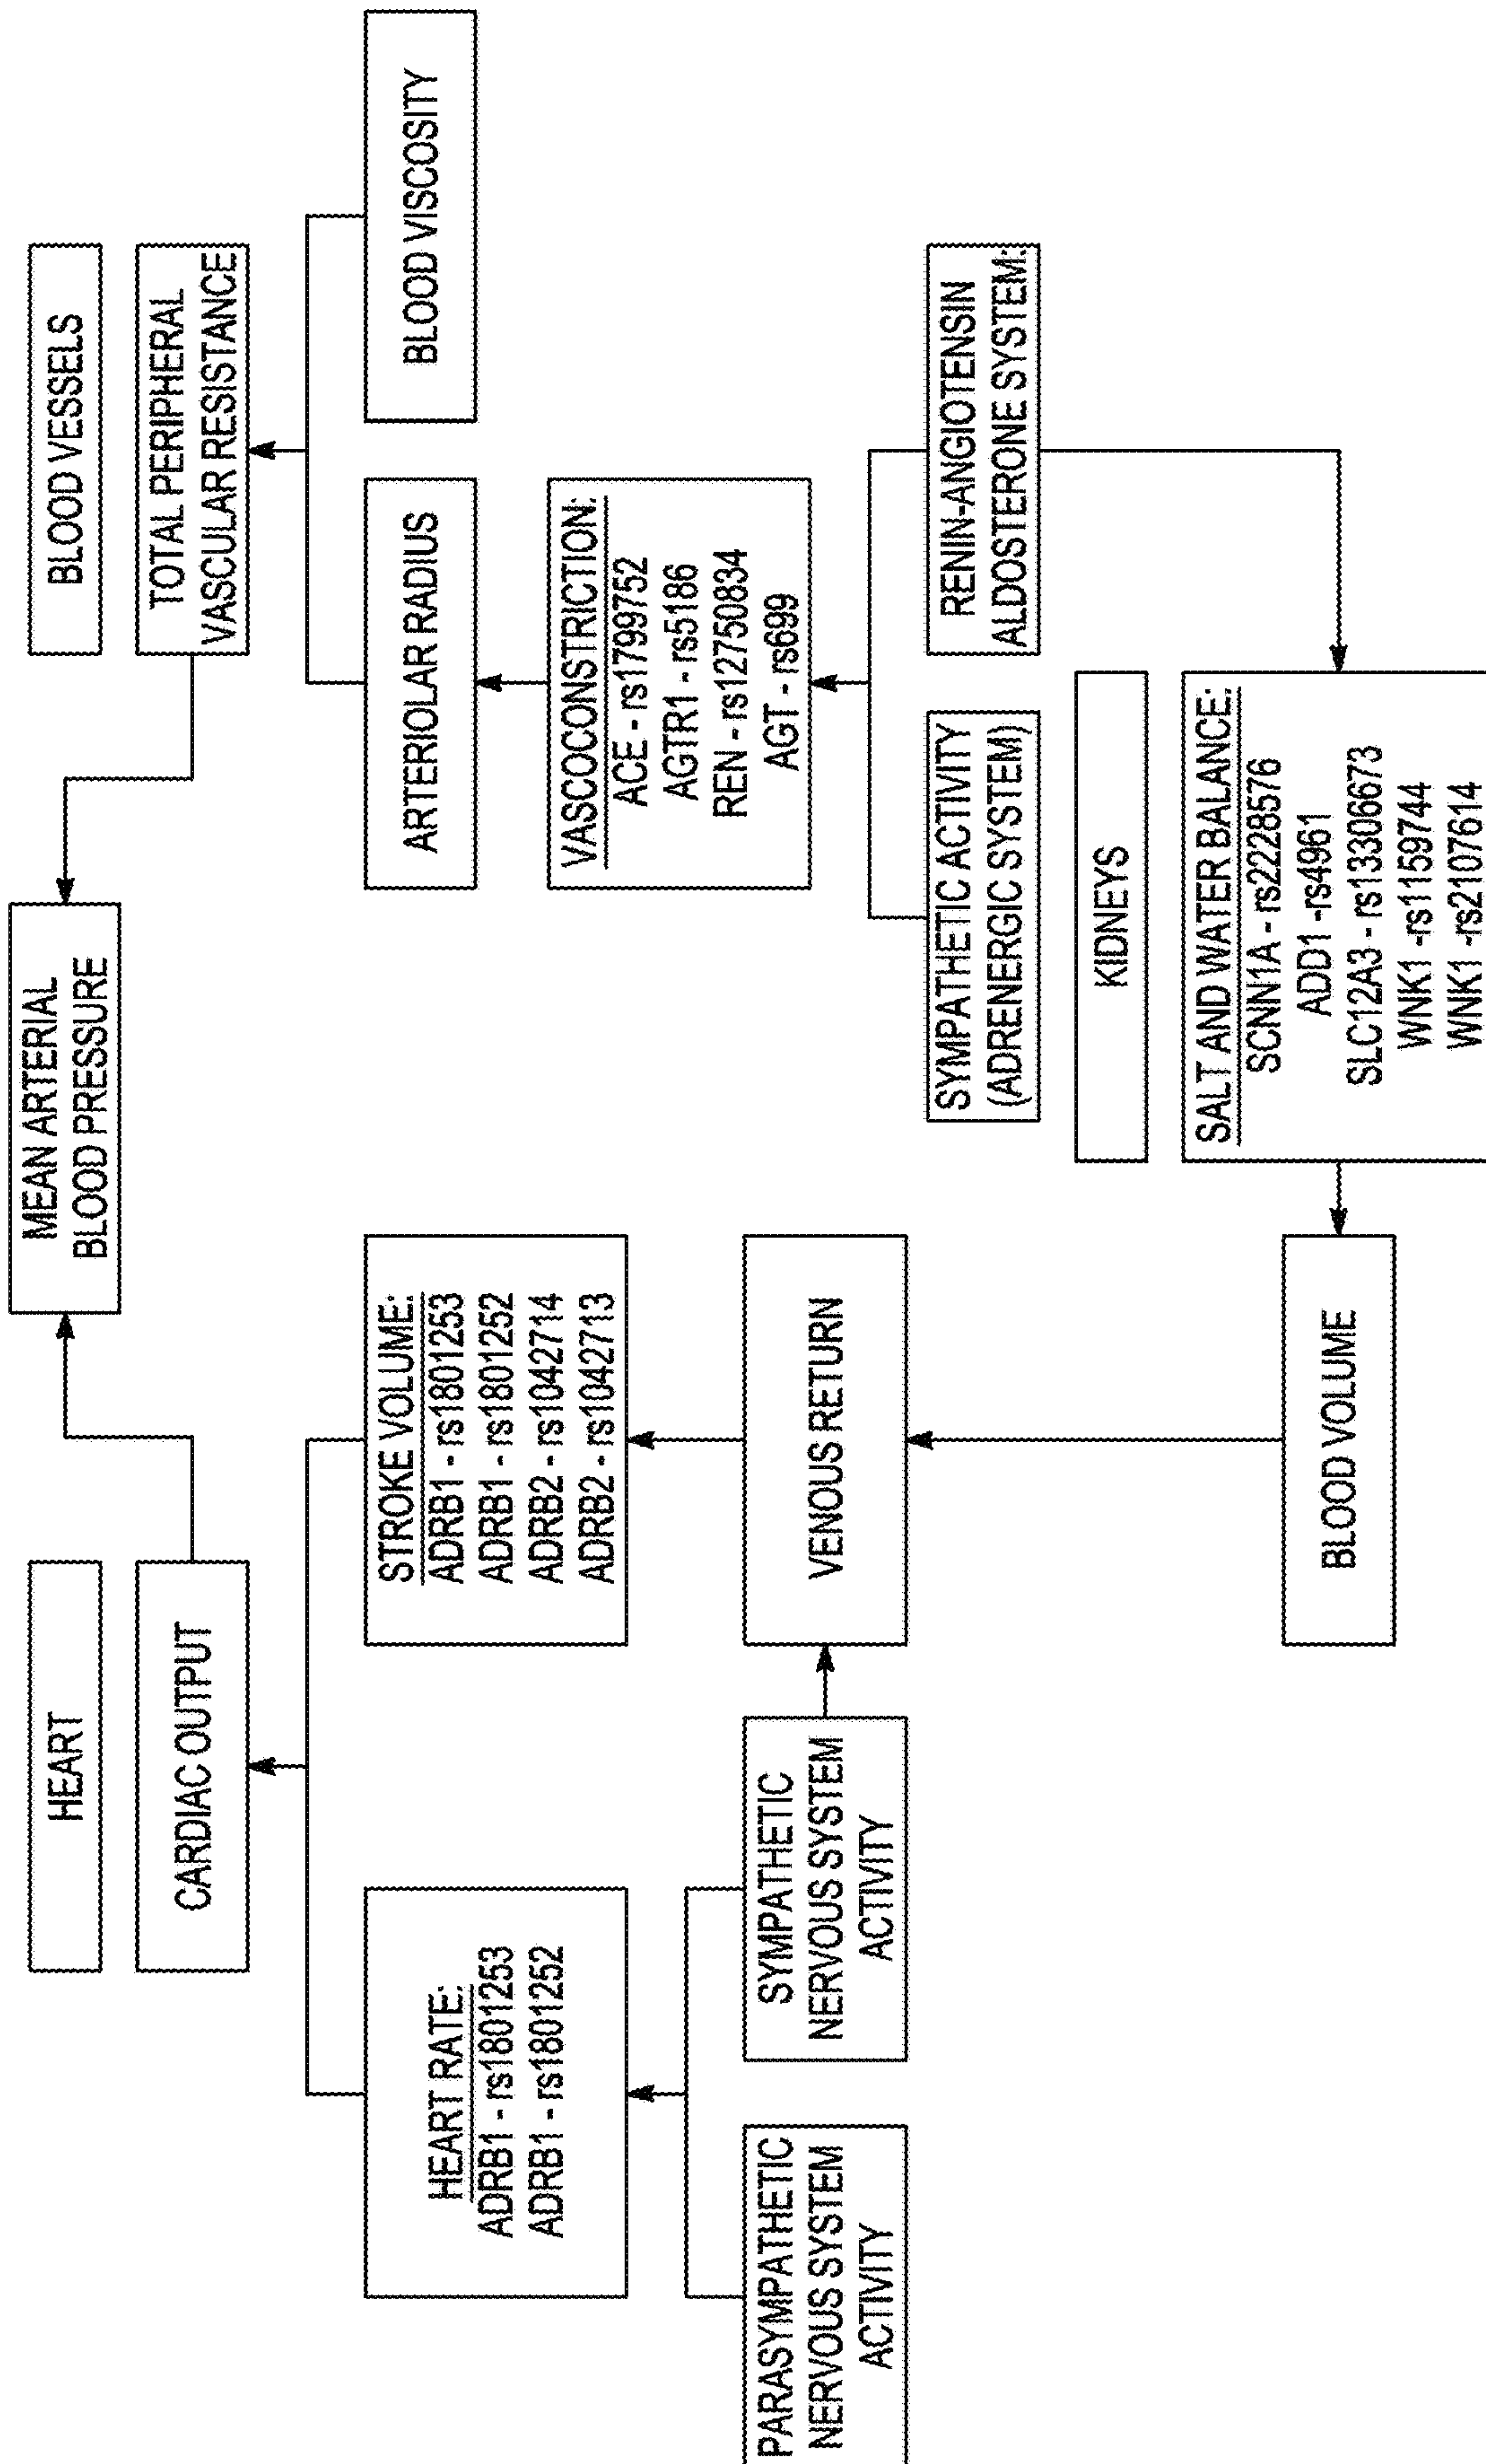 MEAN ARTERIAL
BLOOD PRESSURE
HEART
CARDIAC OUTPUT
BLOOD VESSELS
TOTAL PERIPHERAL
VASCULAR RESISTANCE
HEART RATE:
ADRB1 - rs1801253
ADRB1 - rs1801252
STROKE VOLUME:
ADRB1 - rs1801253
ADRB1 - rs1801252
ADRB2 - rs1042714
ADRB2 - rs1042713
ARTERIOLAR RADIUS
BLOOD VISCOSITY
VASOCONSTRICTION:
ACE - rs1799752
AGTR1 - rs5186
REN - rs12750834
AGT - rs699
PARASYMPATHETIC
NERVOUS SYSTEM
ACTIVITY
SYMPATHETIC
NERVOUS SYSTEM
ACTIVITY
VENOUS RETURN
SYMPATHETIC ACTIVITY
(ADRENERGIC SYSTEM)
RENIN-ANGIOTENSIN
ALDOSTERONE SYSTEM:
KIDNEYS
SALT AND WATER BALANCE:
SCNN1A - rs2228576
ADD1 -rs4961
SLC12A3 - rs13306673
WNK1 -rs1159744
WNK1 -rs2107614
BLOOD VOLUME